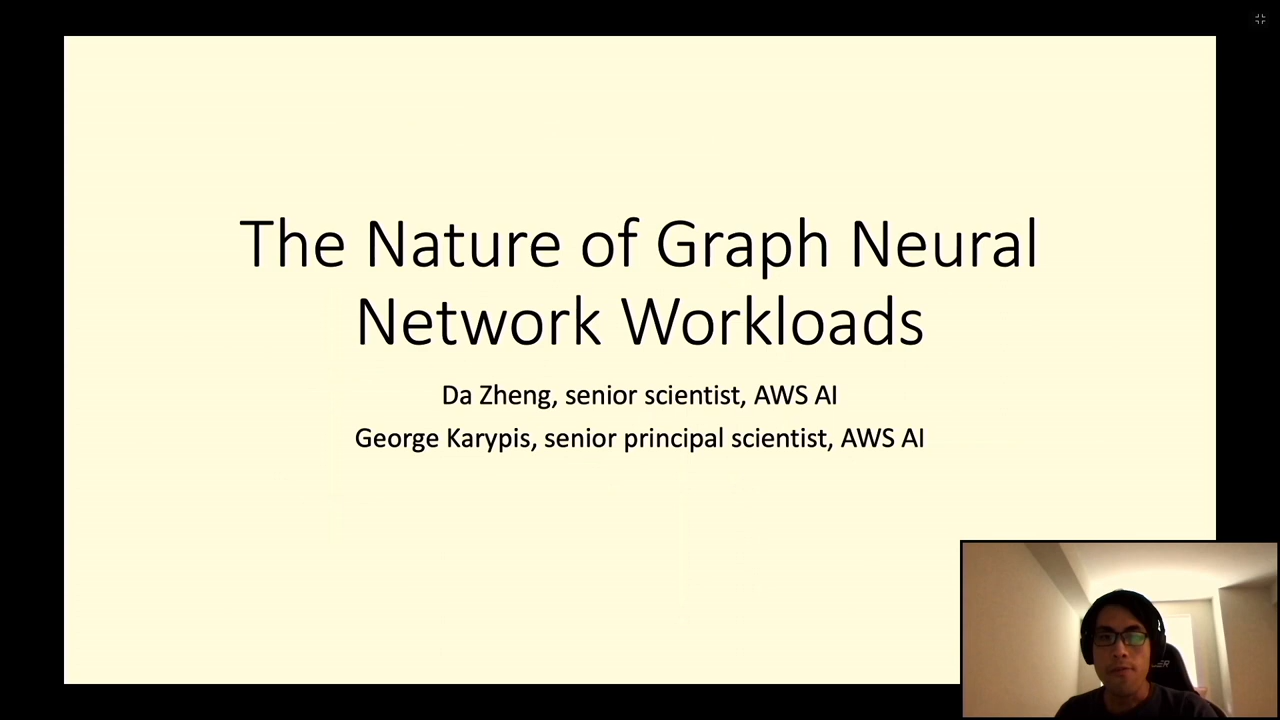 The Nature of Graph Neural
Network Workloads
Da Zheng, senior scientist, AWS AI
George Karypis, senior principal scientist, AWS AI